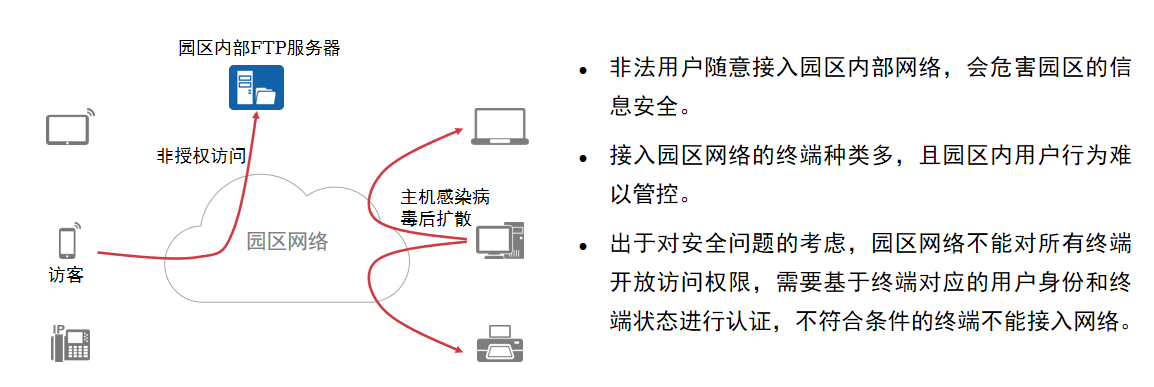 园区内部FTP服务器
非授权访问
主机感染病
毒后扩散
园区网络
访客
IP
• 非法用户随意接入园区内部网络，会危害园区的信
息安全。
• 接入园区网络的终端种类多，且园区内用户行为难
以管控。
• 出于对安全问题的考虑，园区网络不能对所有终端
开放访问权限，需要基于终端对应的用户身份和终
端状态进行认证，不符合条件的终端不能接入网络。